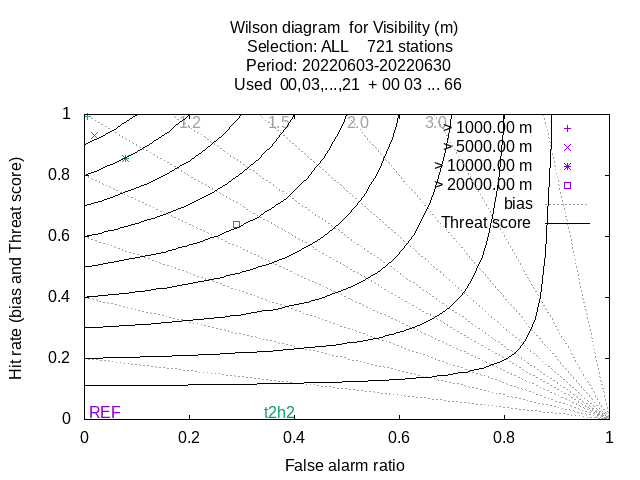 Wilson diagram  for Visibility (m)
Selection: ALL    721 stations
Period: 20220603-20220630
Used  00,03,...,21  + 00 03 ... 66
1 1.2 1.5 2.0 3.0 > 1000.00 m
> 5000.00 m
> 10000.00 m
0.8 > 20000.00 m
bias
Threat score
0.6
0.4
0.2
0 REF t2h2
0 0.2 0.4 0.6 0.8 1
False alarm ratio
Hit rate (bias and Threat score)